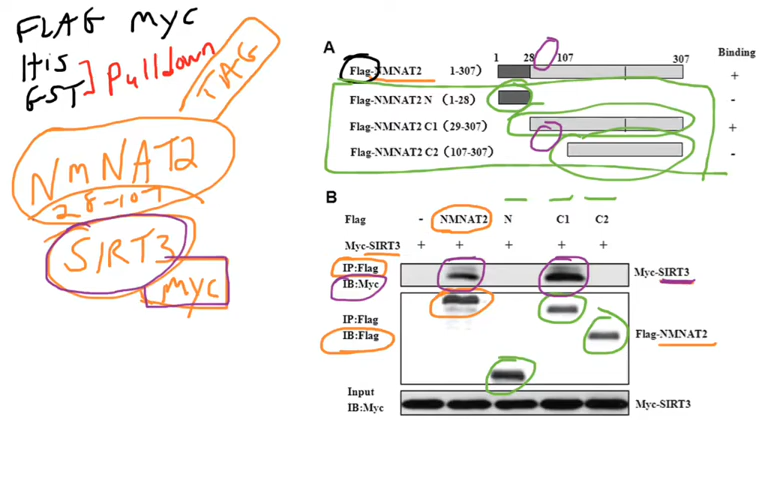 FLAG MYC
His
GST
Pulldown
TAG
NMNAT2
28-107
SIRT3
MYC
A
1 28 107 307 Binding
Flag-NMNAT2 1-307) +
Flag-NMNAT2 N (1-28) -
Flag-NMNAT2 C1 (29-307) +
Flag-NMNAT2 C2 (107-307) -
B
Flag - NMNAT2 N C1 C2
Myc-SIRT3 + + + + +
IP:Flag
IB:Myc
Myc-SIRT3
IP:Flag
IB:Flag
Flag-NMNAT2
Input
IB:Myc
Myc-SIRT3